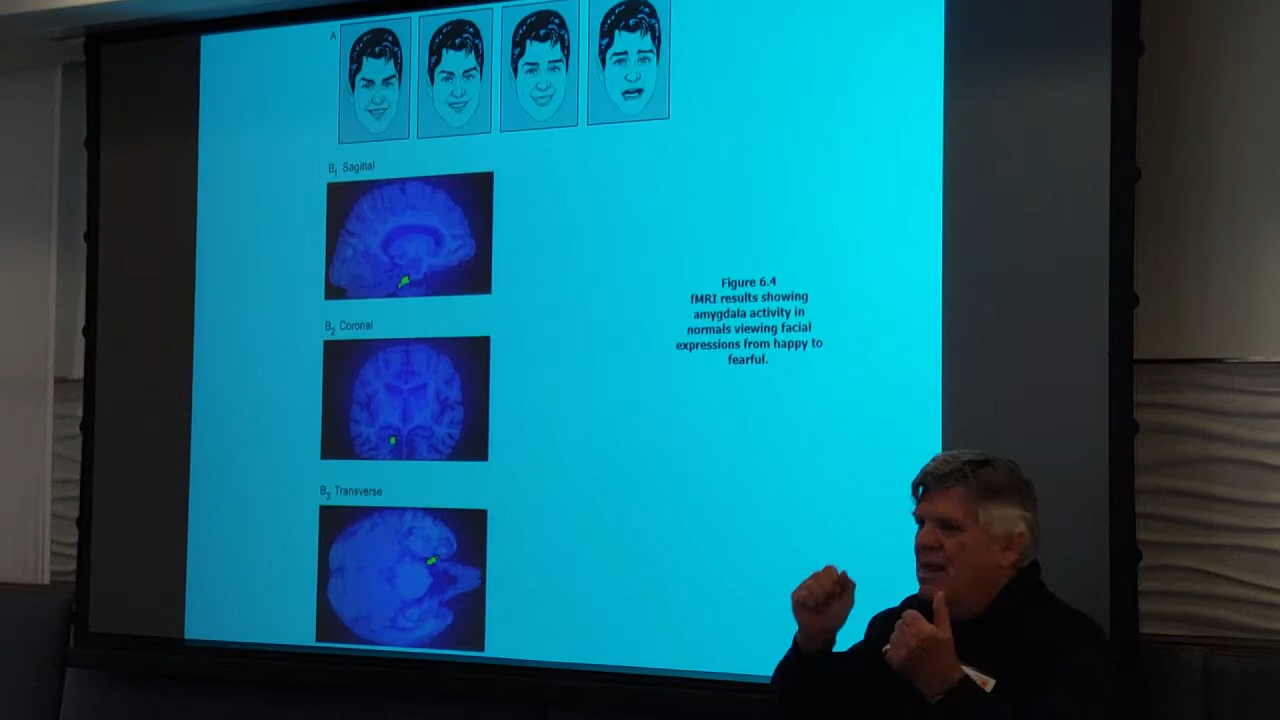 A
B1 Sagittal
B2 Coronal
B3 Transverse
Figure 6.4
fMRI results showing
amygdala activity in
normals viewing facial
expressions from happy to
fearful.